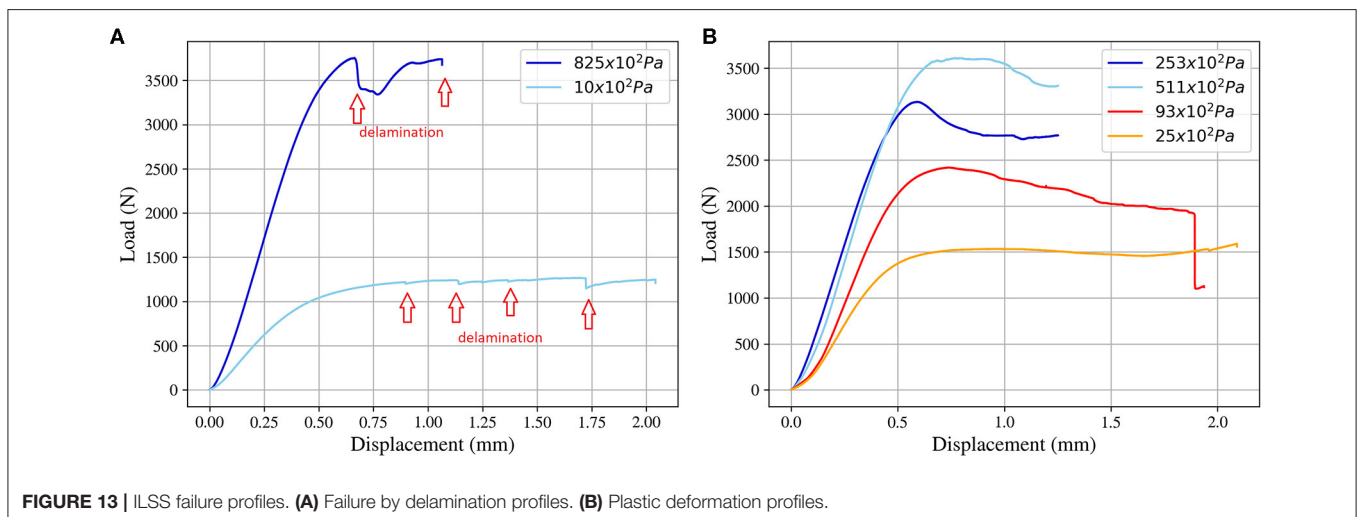 A
825x10²Pa
10x10²Pa
delamination
delamination
Load (N)
3500
3000
2500
2000
1500
1000
500
0
0.00 0.25 0.50 0.75 1.00 1.25 1.50 1.75 2.00
Displacement (mm)
B
253x10²Pa
511x10²Pa
93x10²Pa
25x10²Pa
Load (N)
3500
3000
2500
2000
1500
1000
500
0
0.0 0.5 1.0 1.5 2.0
Displacement (mm)
FIGURE 13 | ILSS failure profiles. (A) Failure by delamination profiles. (B) Plastic deformation profiles.